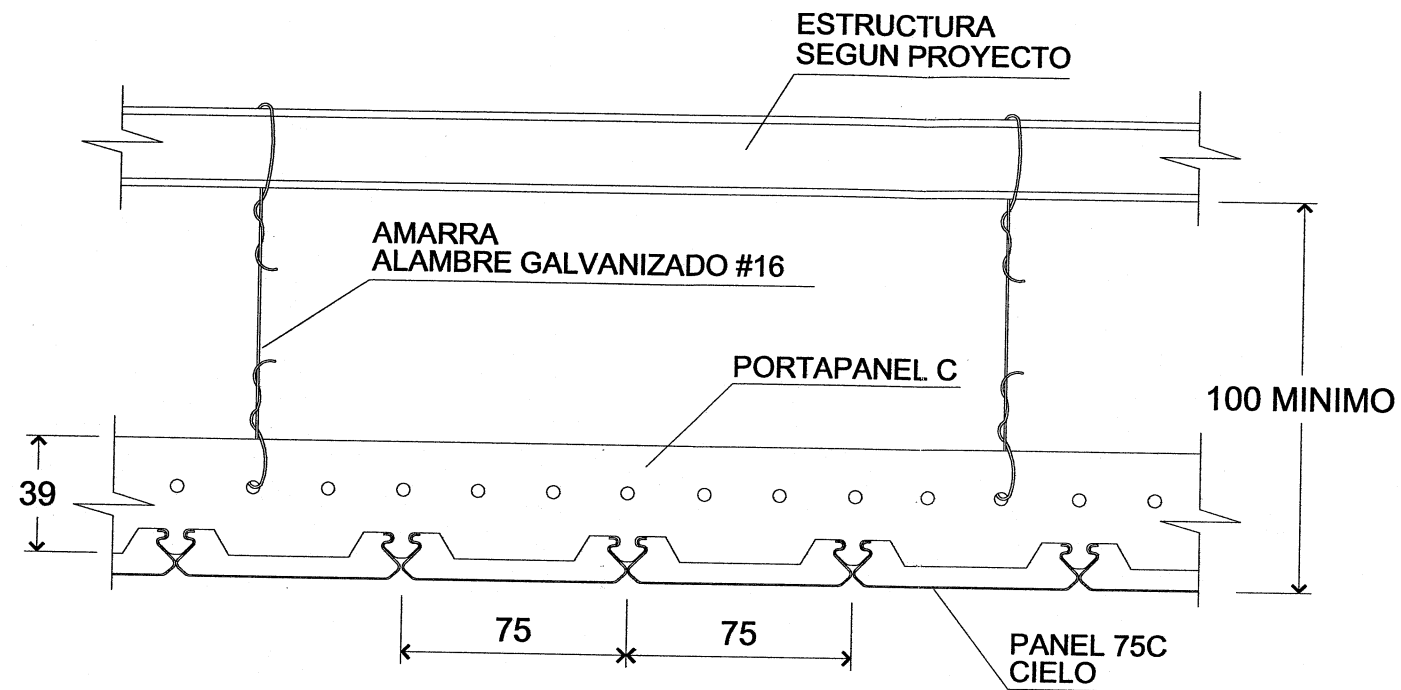 ESTRUCTURA
SEGUN PROYECTO
AMARRA
ALAMBRE GALVANIZADO #16
PORTAPANEL C
100 MINIMO
39
75
75
PANEL 75C
CIELO